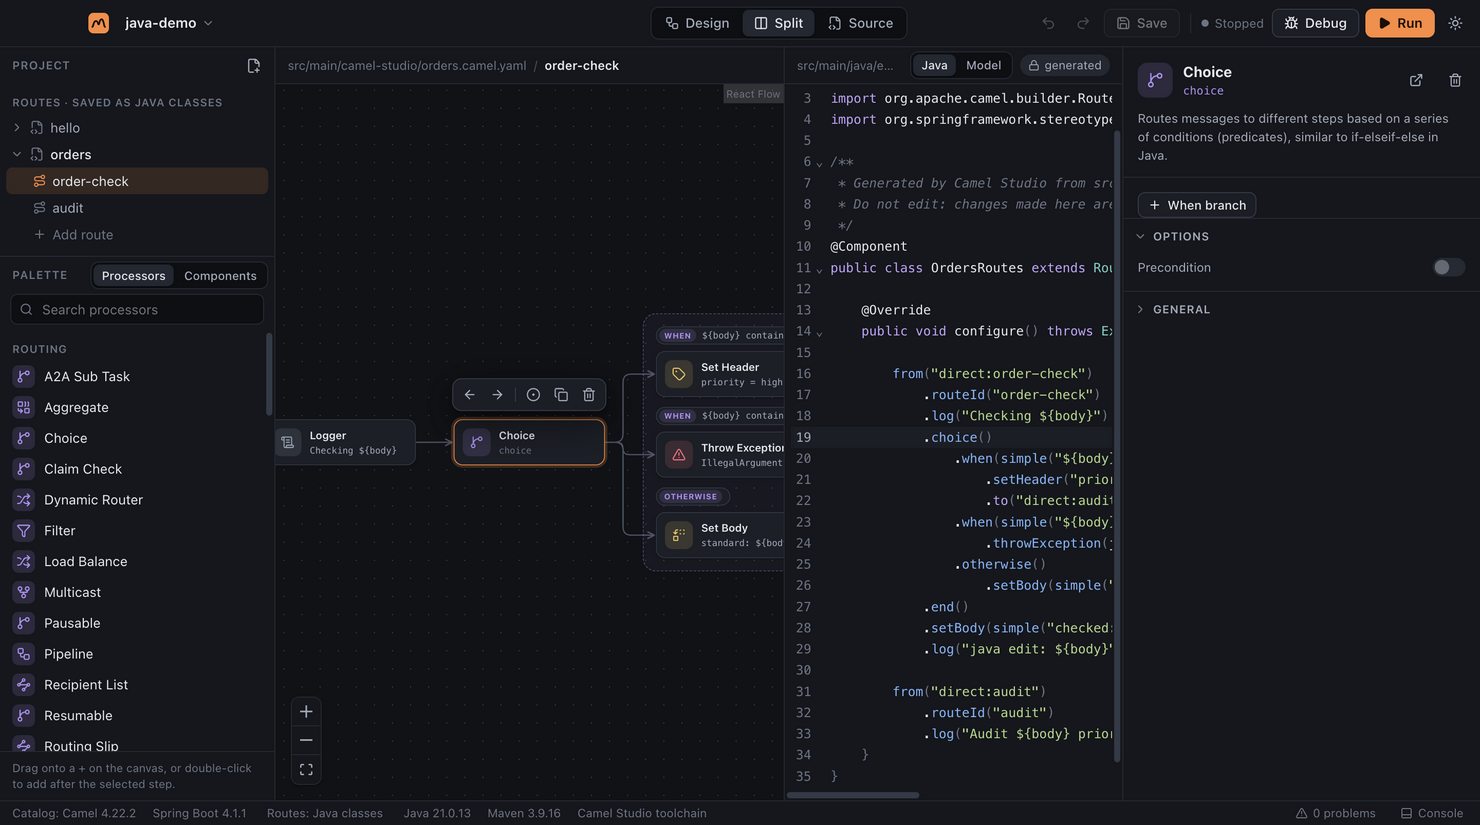 java-demo
Design
Split
Source
Save
Stopped
Debug
Run
PROJECT
ROUTES · SAVED AS JAVA CLASSES
hello
orders
order-check
audit
Add route
PALETTE
Processors
Components
Search processors
ROUTING
A2A Sub Task
Aggregate
Choice
Claim Check
Dynamic Router
Filter
Load Balance
Multicast
Pausable
Pipeline
Recipient List
Resumable
Routing Slip
Drag onto a + on the canvas, or double-click
to add after the selected step.
src/main/camel-studio/orders.camel.yaml / order-check
React Flow
Logger
Checking ${body}
Choice
choice
WHEN ${body} contain
Set Header
priority = high
WHEN ${body} contain
Throw Exception
IllegalArgument
OTHERWISE
Set Body
standard: ${bod
src/main/java/e...
Java
Model
generated
3 import org.apache.camel.builder.Route
4 import org.springframework.stereotype
5
6 /**
7 * Generated by Camel Studio from src
8 * Do not edit: changes made here are
9 */
10 @Component
11 public class OrdersRoutes extends Rou
12
13 @Override
14 public void configure() throws Ex
15
16 from("direct:order-check")
17 .routeId("order-check")
18 .log("Checking ${body}")
19 .choice()
20 .when(simple("${body}
21 .setHeader("prior
22 .to("direct:audit
23 .when(simple("${body}
24 .throwException(
25 .otherwise()
26 .setBody(simple("
27 .end()
28 .setBody(simple("checked:
29 .log("java edit: ${body}"
30
31 from("direct:audit")
32 .routeId("audit")
33 .log("Audit ${body} prior
34 }
35 }
Choice
choice
Routes messages to different steps based on a series
of conditions (predicates), similar to if-elseif-else in
Java.
+ When branch
OPTIONS
Precondition
GENERAL
Catalog: Camel 4.22.2
Spring Boot 4.1.1
Routes: Java classes
Java 21.0.13
Maven 3.9.16
Camel Studio toolchain
0 problems
Console